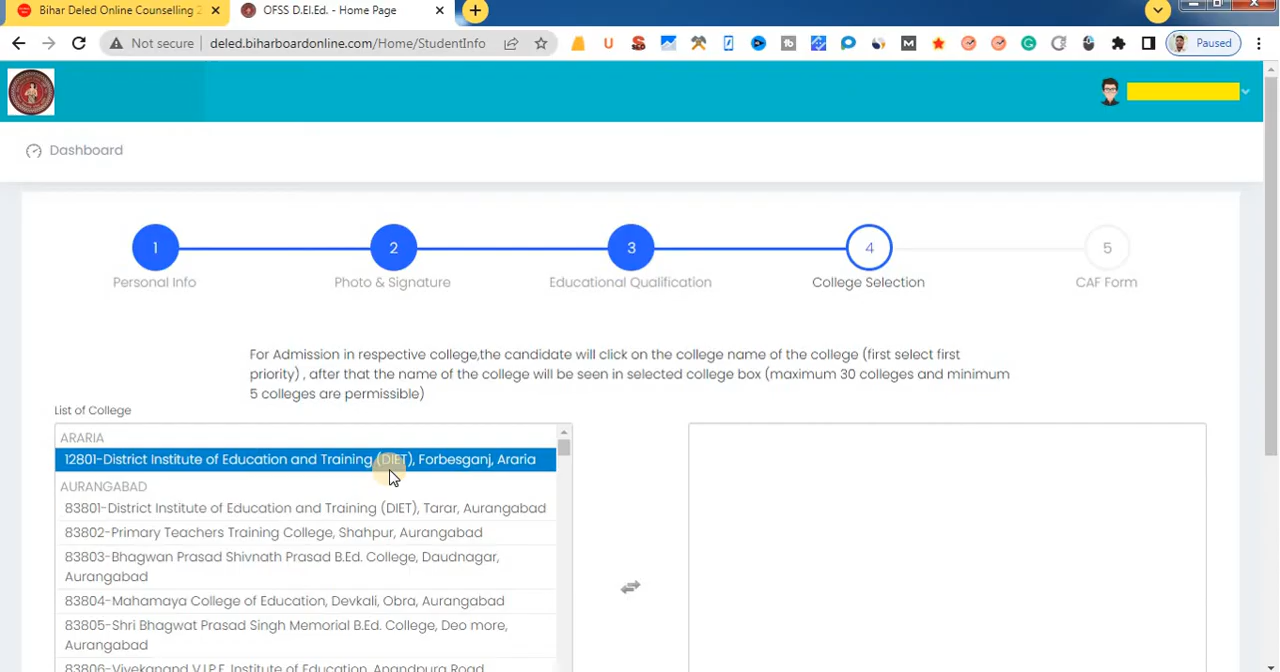 Bihar Deled Online Counselling 2
OFSS D.El.Ed. - Home Page
Not secure deled.biharboardonline.com/Home/StudentInfo
Paused
Dashboard
1 2 3 4 5
Personal Info Photo & Signature Educational Qualification College Selection CAF Form
For Admission in respective college,the candidate will click on the college name of the college (first select first
priority) , after that the name of the college will be seen in selected college box (maximum 30 colleges and minimum
5 colleges are permissible)
List of College
ARARIA
12801-District Institute of Education and Training (DIET), Forbesganj, Araria
AURANGABAD
83801-District Institute of Education and Training (DIET), Tarar, Aurangabad
83802-Primary Teachers Training College, Shahpur, Aurangabad
83803-Bhagwan Prasad Shivnath Prasad B.Ed. College, Daudnagar,
Aurangabad
83804-Mahamaya College of Education, Devkali, Obra, Aurangabad
83805-Shri Bhagwat Prasad Singh Memorial B.Ed. College, Deo more,
Aurangabad
83806-Vivekanand V.I.P.F. Institute of Education, Anandpura Road